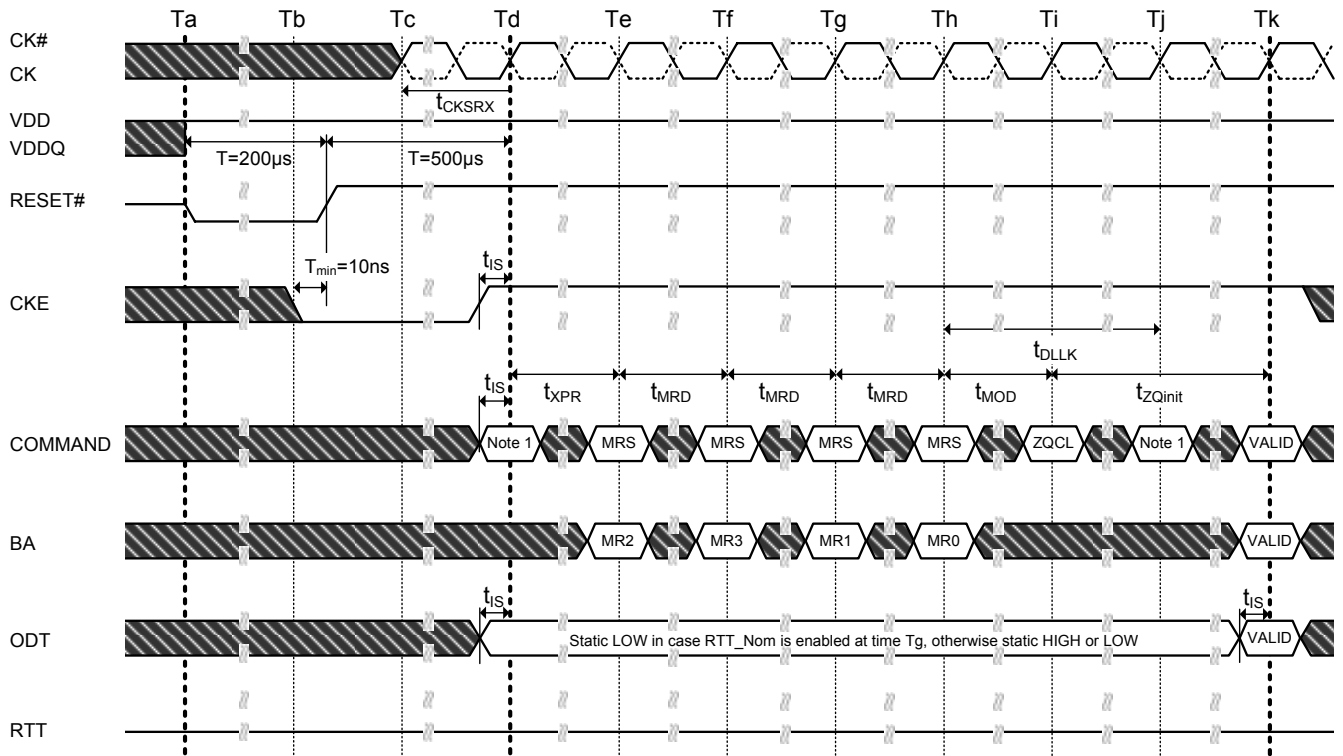 Ta Tb Tc Td Te Tf Tg Th Ti Tj Tk
CK#
CK
tCKSRX
VDD
VDDQ
T=200µs T=500µs
RESET#
Tmin=10ns tIS
CKE
tDLLK
tIS tXPR tMRD tMRD tMRD tMOD tZQinit
COMMAND Note 1 MRS MRS MRS MRS ZQCL Note 1 VALID
BA MR2 MR3 MR1 MR0 VALID
tIS tIS
ODT Static LOW in case RTT_Nom is enabled at time Tg, otherwise static HIGH or LOW VALID
RTT